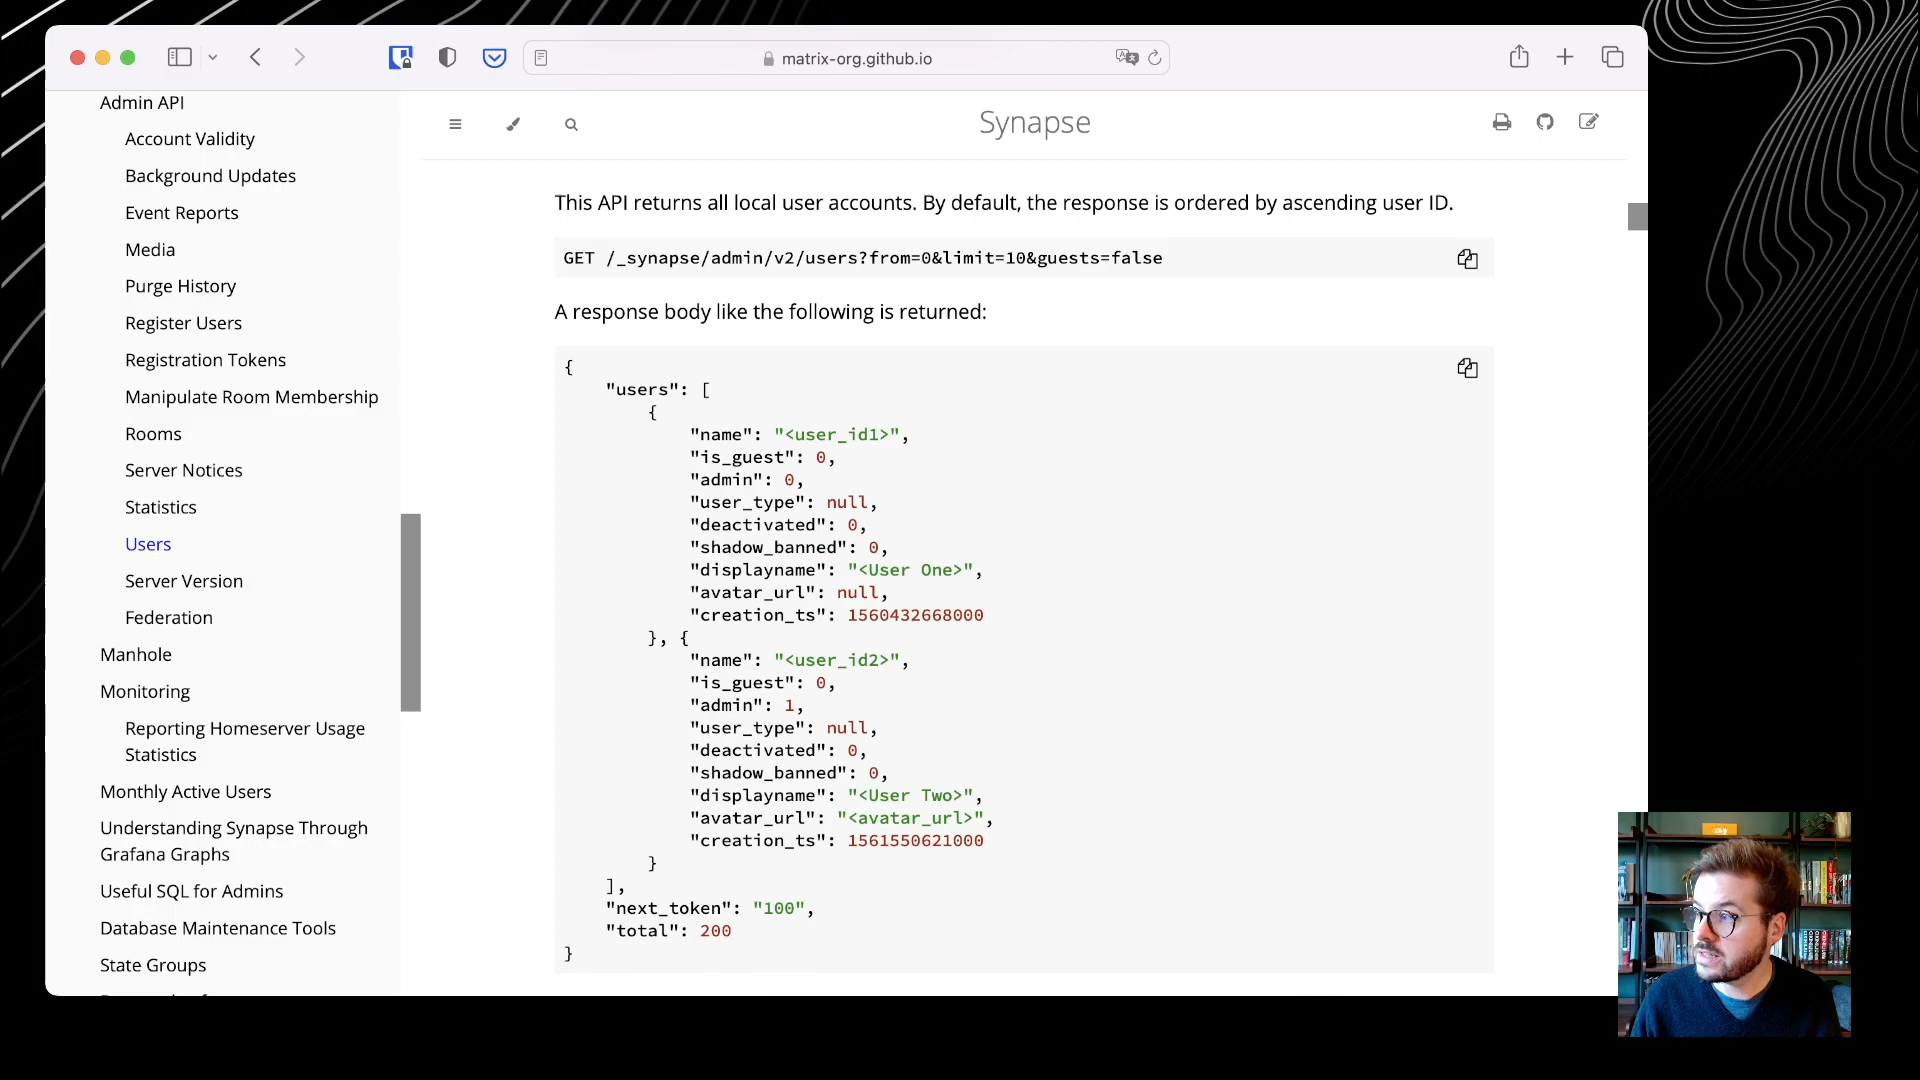 matrix-org.github.io
Admin API
Account Validity
Background Updates
Event Reports
Media
Purge History
Register Users
Registration Tokens
Manipulate Room Membership
Rooms
Server Notices
Statistics
Users
Server Version
Federation
Manhole
Monitoring
Reporting Homeserver Usage
Statistics
Monthly Active Users
Understanding Synapse Through
Grafana Graphs
Useful SQL for Admins
Database Maintenance Tools
State Groups
Synapse
This API returns all local user accounts. By default, the response is ordered by ascending user ID.
GET /_synapse/admin/v2/users?from=0&limit=10&guests=false
A response body like the following is returned:
{
    "users": [
        {
            "name": "<user_id1>",
            "is_guest": 0,
            "admin": 0,
            "user_type": null,
            "deactivated": 0,
            "shadow_banned": 0,
            "displayname": "<User One>",
            "avatar_url": null,
            "creation_ts": 1560432668000
        }, {
            "name": "<user_id2>",
            "is_guest": 0,
            "admin": 1,
            "user_type": null,
            "deactivated": 0,
            "shadow_banned": 0,
            "displayname": "<User Two>",
            "avatar_url": "<avatar_url>",
            "creation_ts": 1561550621000
        }
    ],
    "next_token": "100",
    "total": 200
}